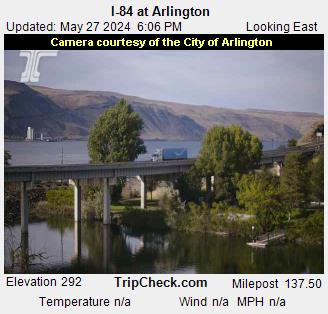 I-84 at Arlington
Updated: May 27 2024 6:06 PM Looking East
Camera courtesy of the City of Arlington
Elevation 292 TripCheck.com Milepost 137.50
Temperature n/a Wind n/a MPH n/a